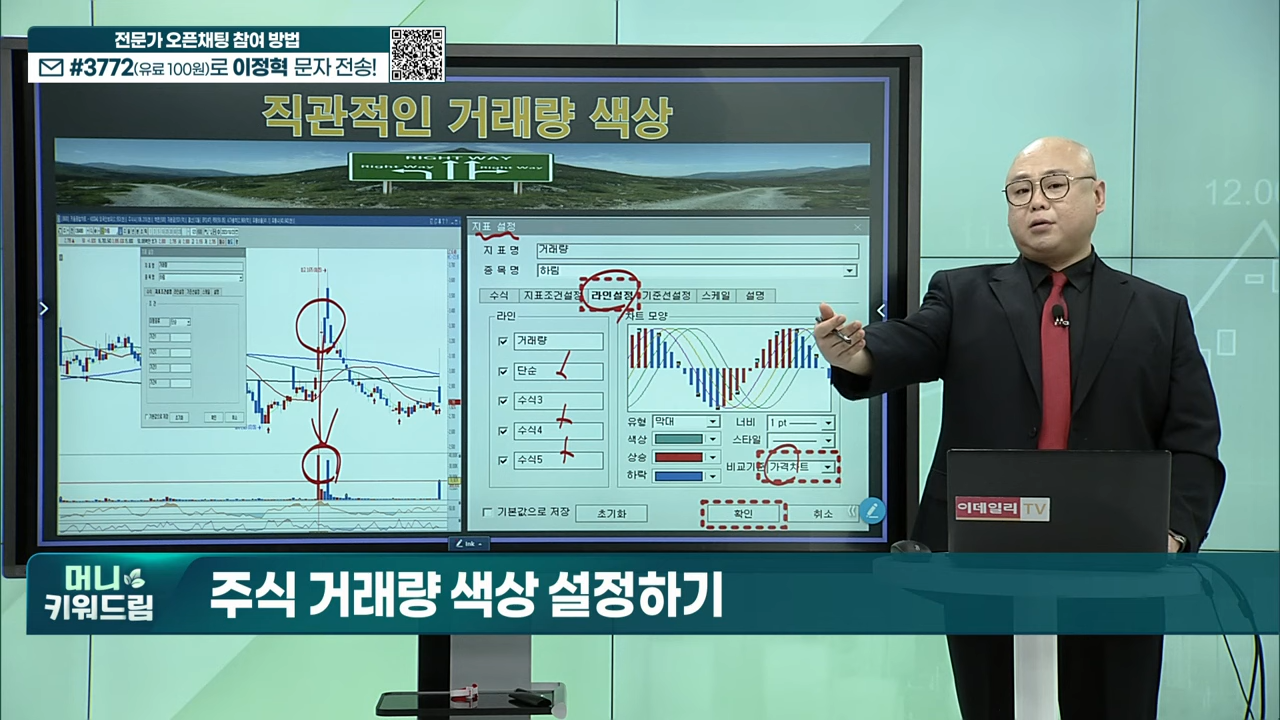 전문가 오픈채팅 참여 방법
#3772(유료 100원)로 이정혁 문자 전송!
직관적인 거래량 색상
RIGHT WAY
Right Way
Right Way
지표 설정
지 표 명
거래량
종 목 명
하림
수식
지표조건설정
라인설정
기준선설정
스케일
설명
라인
차트 모양
거래량
단순
수식3
수식4
수식5
유형
막대
너비
1 pt
색상
스타일
상승
비교기준
가격차트
하락
기본값으로 저장
초기화
확인
취소
Ink
12.0
이데일리 TV
머니
키워드림
주식 거래량 색상 설정하기